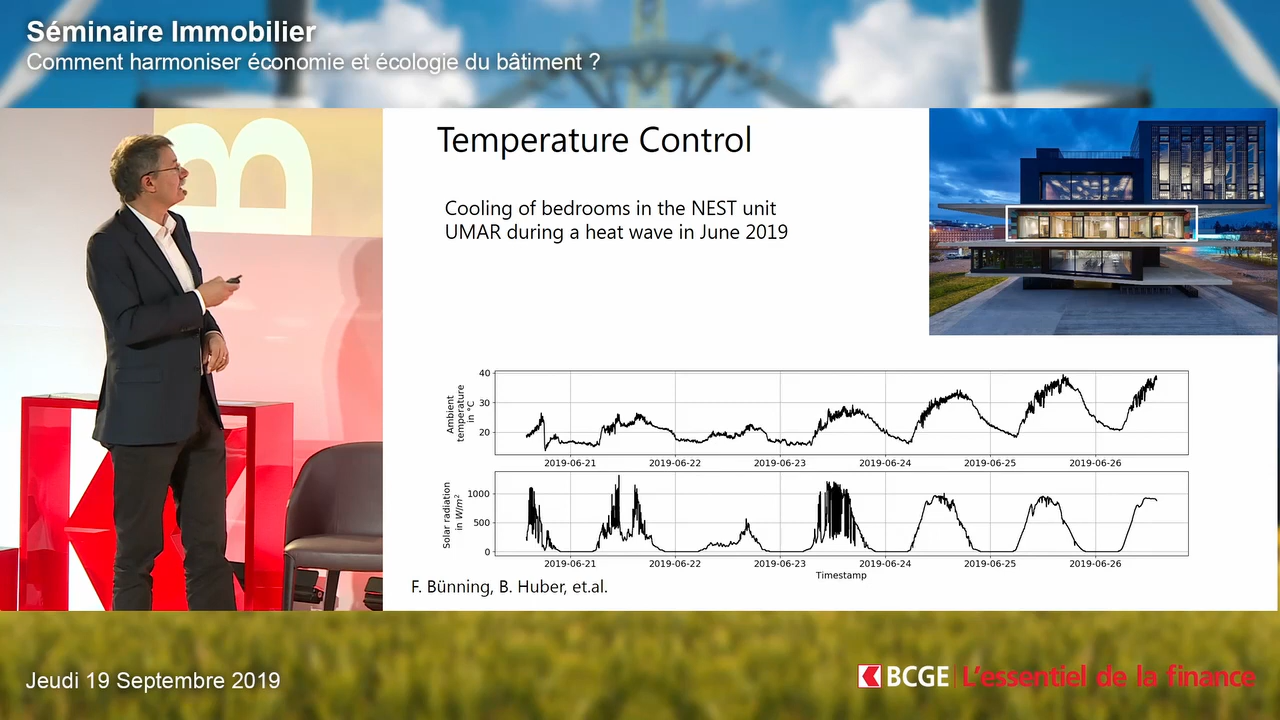 Séminaire Immobilier
Comment harmoniser économie et écologie du bâtiment ?
B
Temperature Control
Cooling of bedrooms in the NEST unit
UMAR during a heat wave in June 2019
Ambient
temperature
in °C
40
30
20
2019-06-21 2019-06-22 2019-06-23 2019-06-24 2019-06-25 2019-06-26
Solar radiation
in W/m²
1000
500
0
2019-06-21 2019-06-22 2019-06-23 2019-06-24 2019-06-25 2019-06-26
Timestamp
F. Bünning, B. Huber, et.al.
Jeudi 19 Septembre 2019
BCGE L'essentiel de la finance